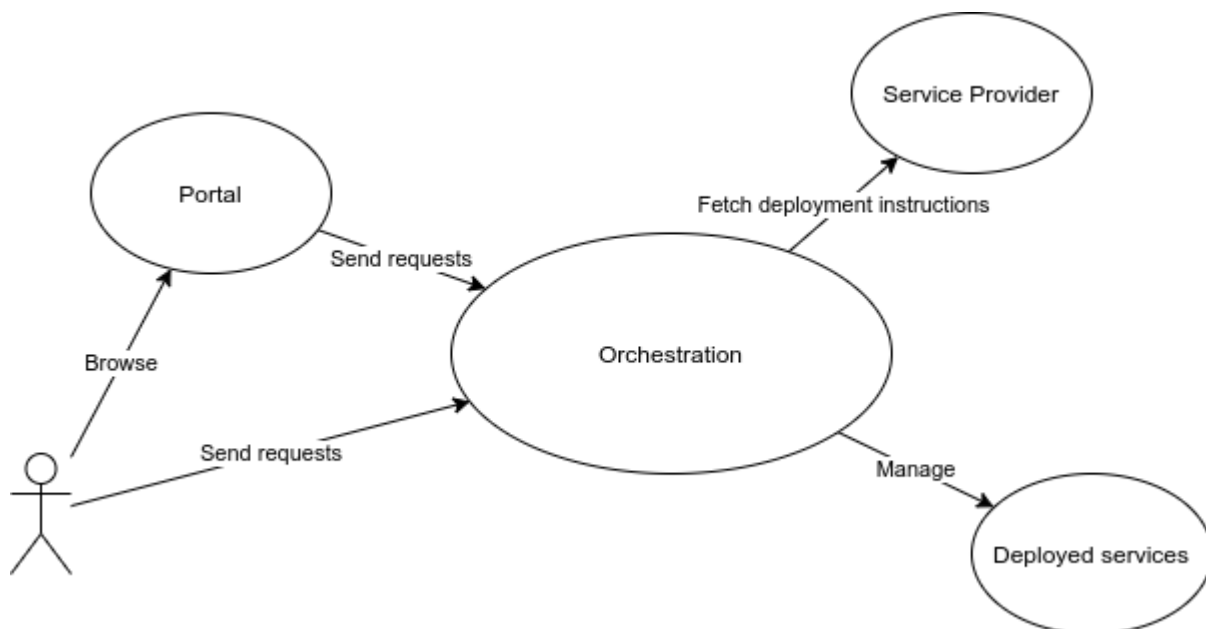 Service Provider
Portal
Fetch deployment instructions
Send requests
Orchestration
Browse
Send requests
Manage
Deployed services